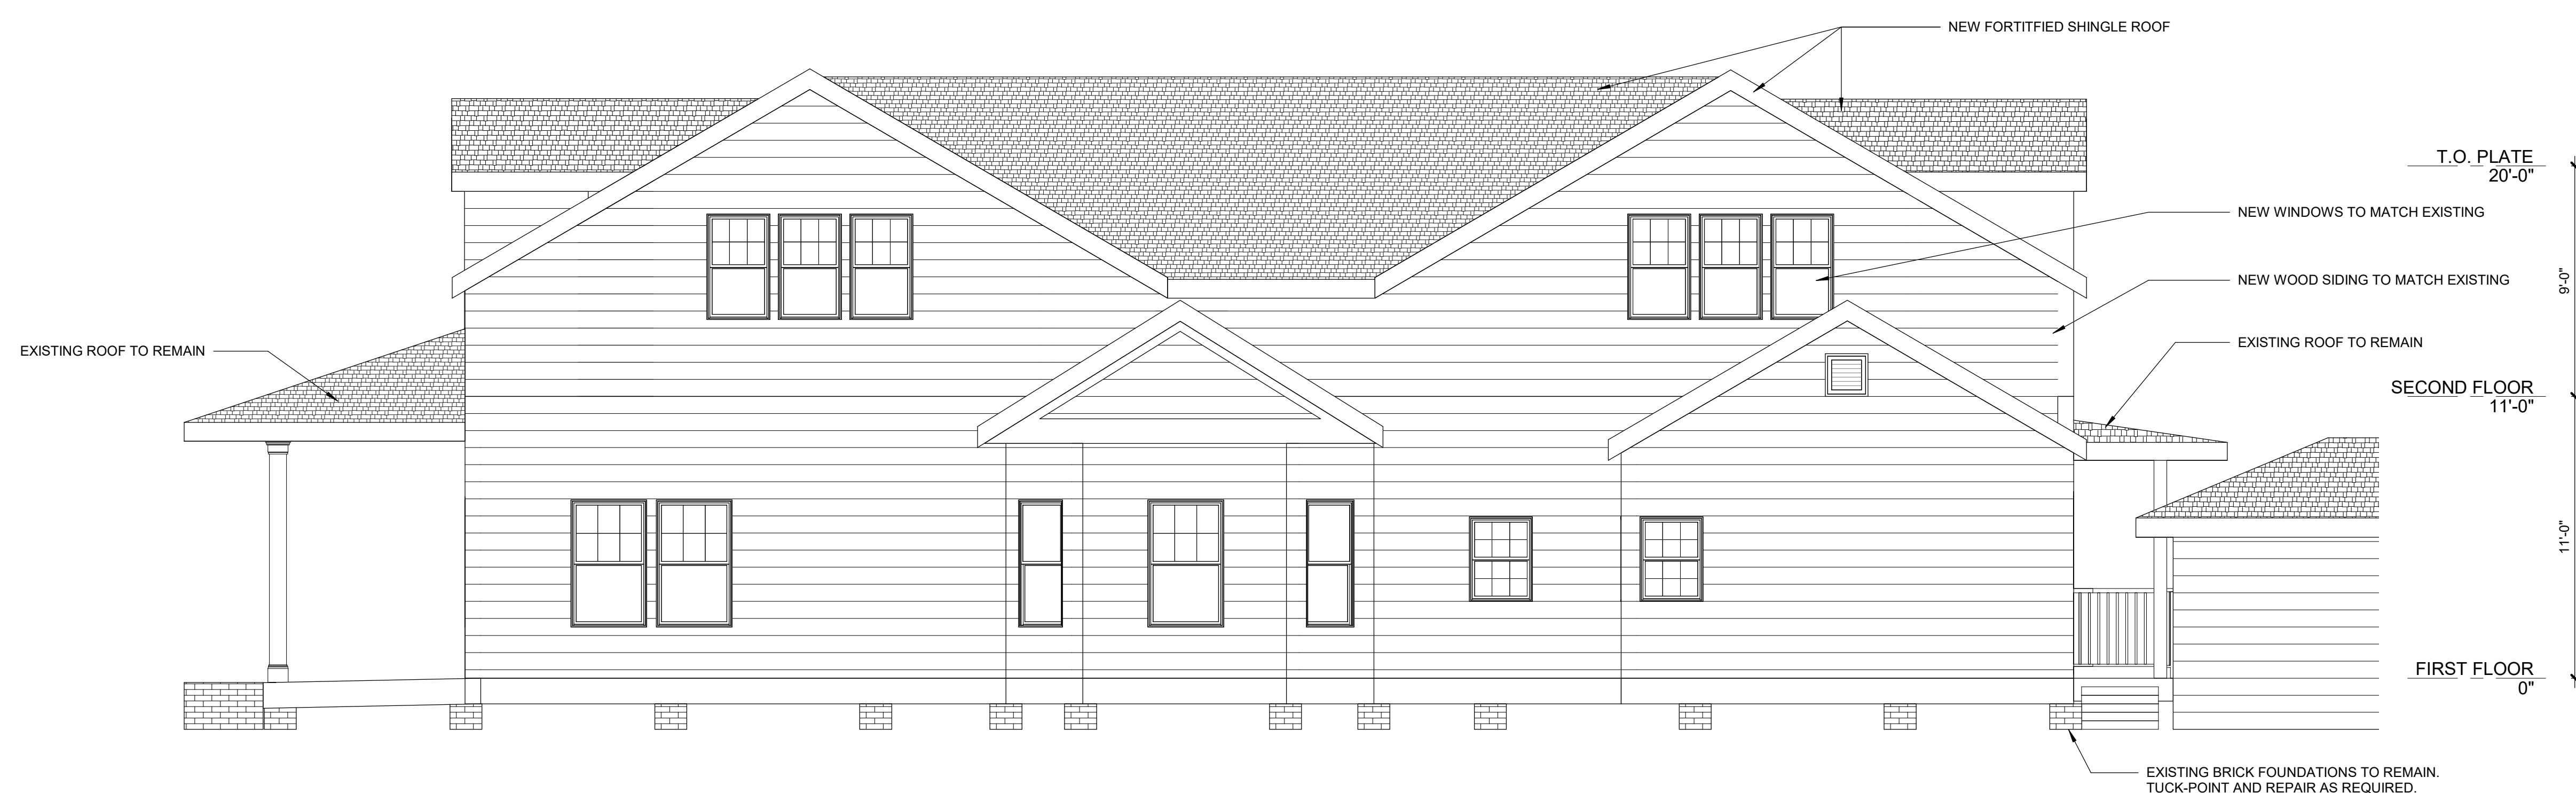 NEW FORTITFIED SHINGLE ROOF
T.O. PLATE
20'-0"
NEW WINDOWS TO MATCH EXISTING
NEW WOOD SIDING TO MATCH EXISTING
9'-0"
EXISTING ROOF TO REMAIN
EXISTING ROOF TO REMAIN
SECOND FLOOR
11'-0"
11'-0"
FIRST FLOOR
0"
EXISTING BRICK FOUNDATIONS TO REMAIN.
TUCK-POINT AND REPAIR AS REQUIRED.